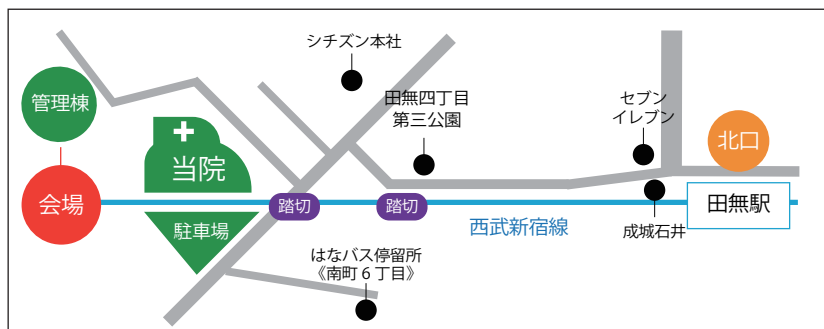 シチズン本社
管理棟
田無四丁目
第三公園
セブン
イレブン
北口
当院
会場
踏切
踏切
田無駅
駐車場
西武新宿線
成城石井
はなバス停留所
《南町6丁目》